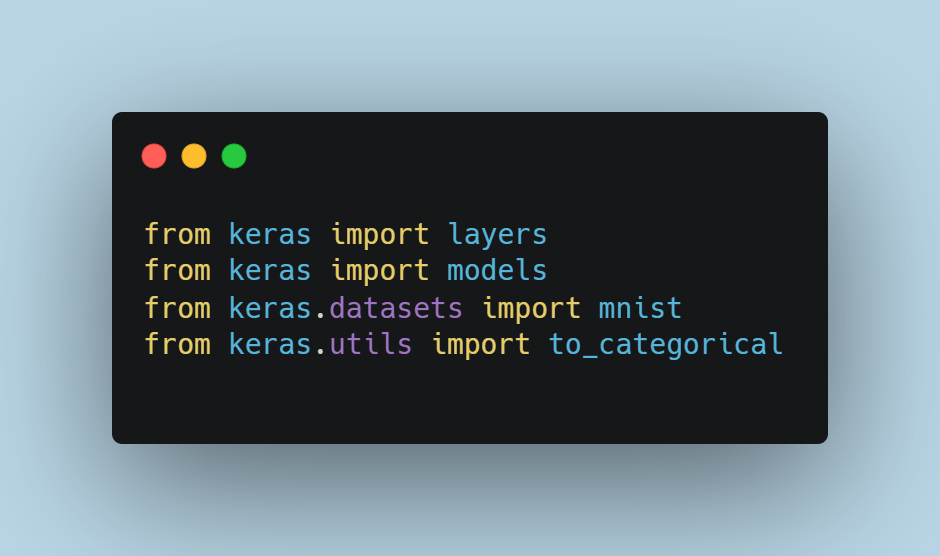 from keras import layers
from keras import models
from keras.datasets import mnist
from keras.utils import to_categorical